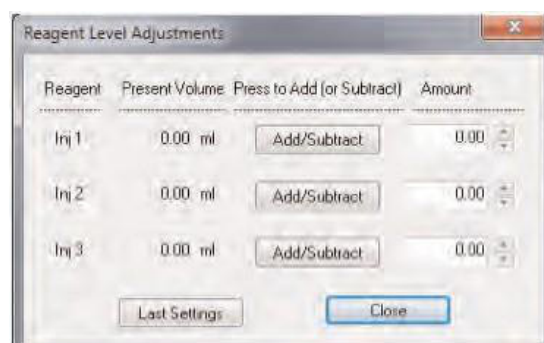 Reagent Level Adjustments
x
Reagent Present Volume Press to Add (or Subtract) Amount
Inj 1 0.00 ml Add/Subtract 0.00
Inj 2 0.00 ml Add/Subtract 0.00
Inj 3 0.00 ml Add/Subtract 0.00
Last Settings Close